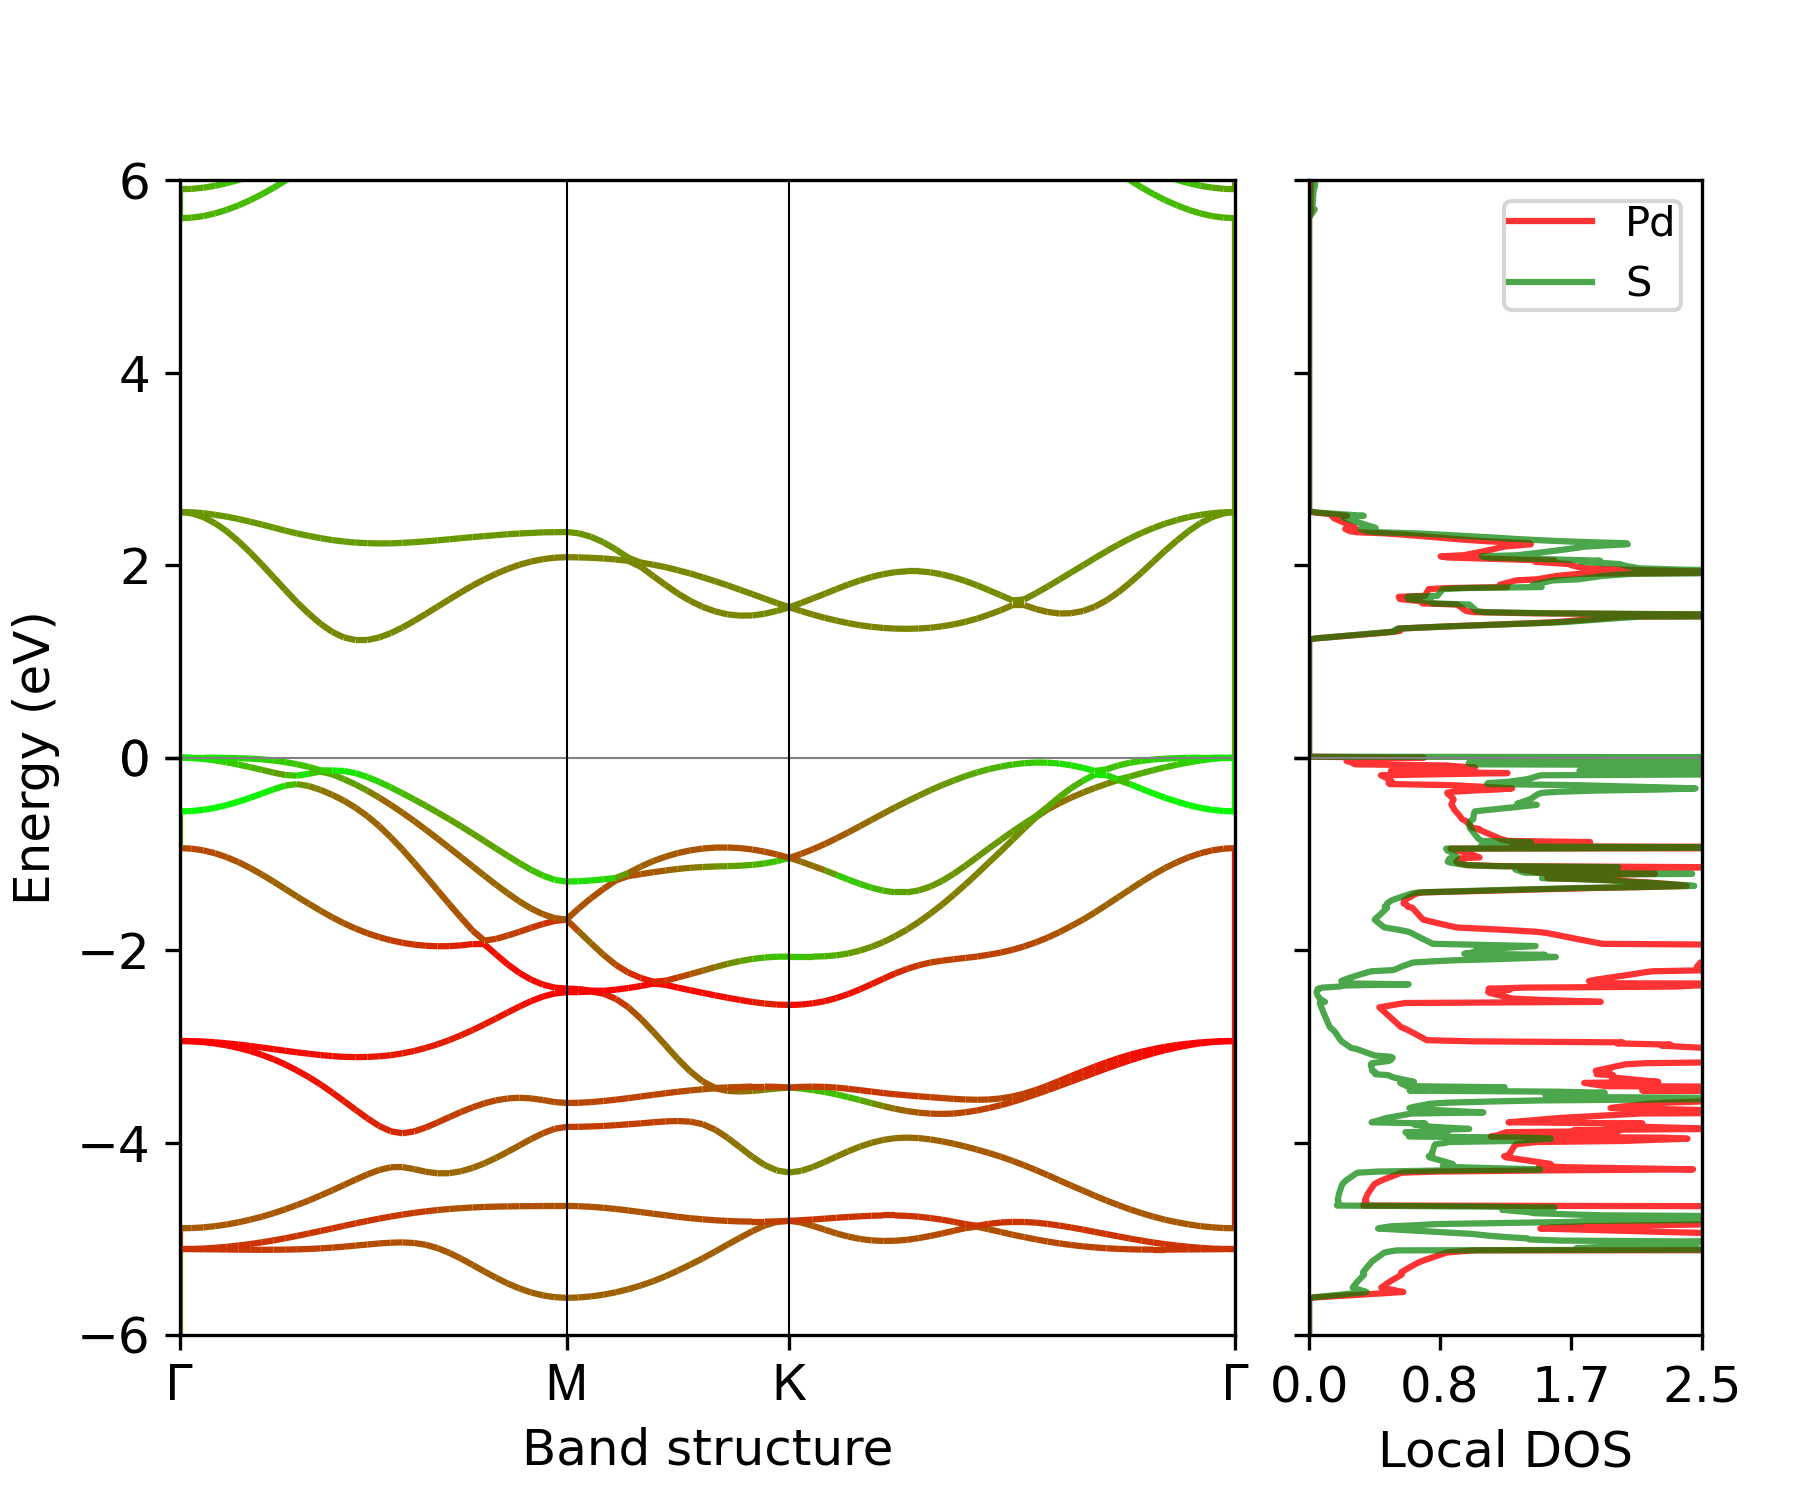 Energy (eV)
6
4
2
0
−2
−4
−6
Γ
M
K
Γ
Band structure
Pd
S
0.0
0.8
1.7
2.5
Local DOS